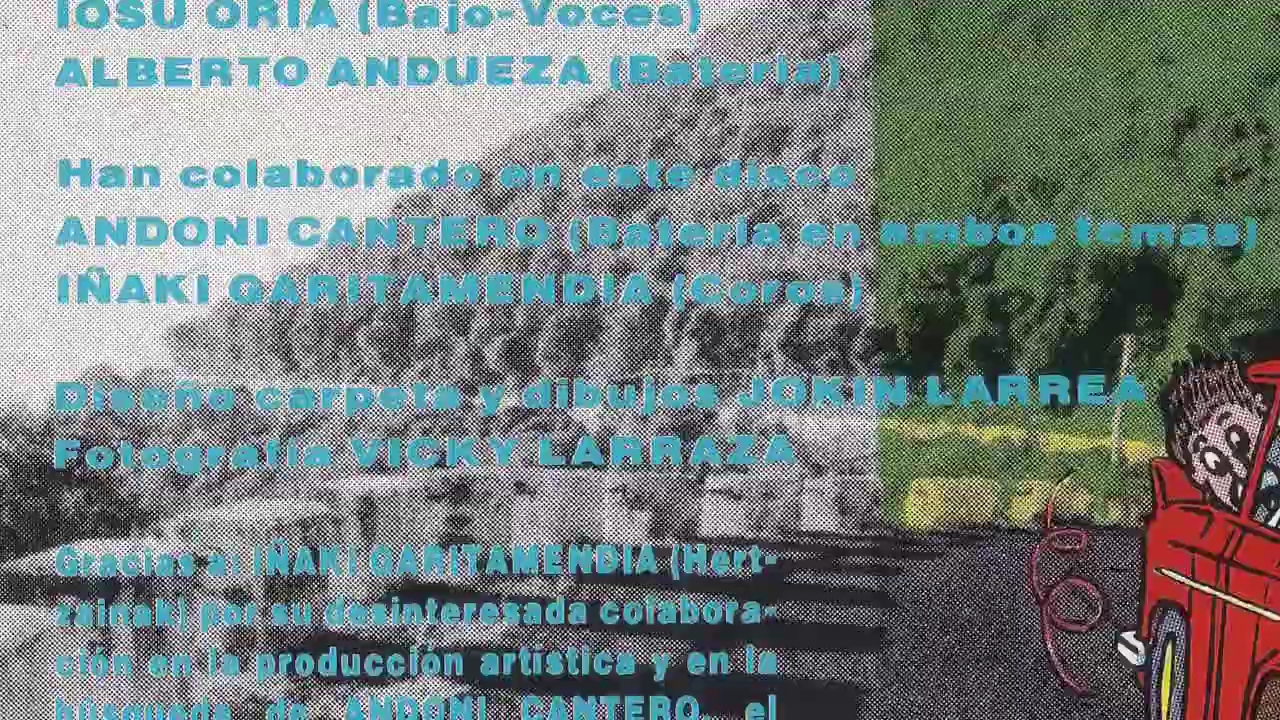 IOSU ORIA (Bajo-Voces)
ALBERTO ANDUEZA (Batería)
Han colaborado en este disco
ANDONI CANTERO (Batería en ambos temas)
IÑAKI GARITAMENDIA (Coros)
Diseño carpeta y dibujos JOKIN LARREA
Fotografía VICKY LARRAZA
Gracias a: IÑAKI GARITAMENDIA (Hert-
zainak) por su desinteresada colabora-
ción en la producción artística y en la
búsqueda de ANDONI CANTERO, el